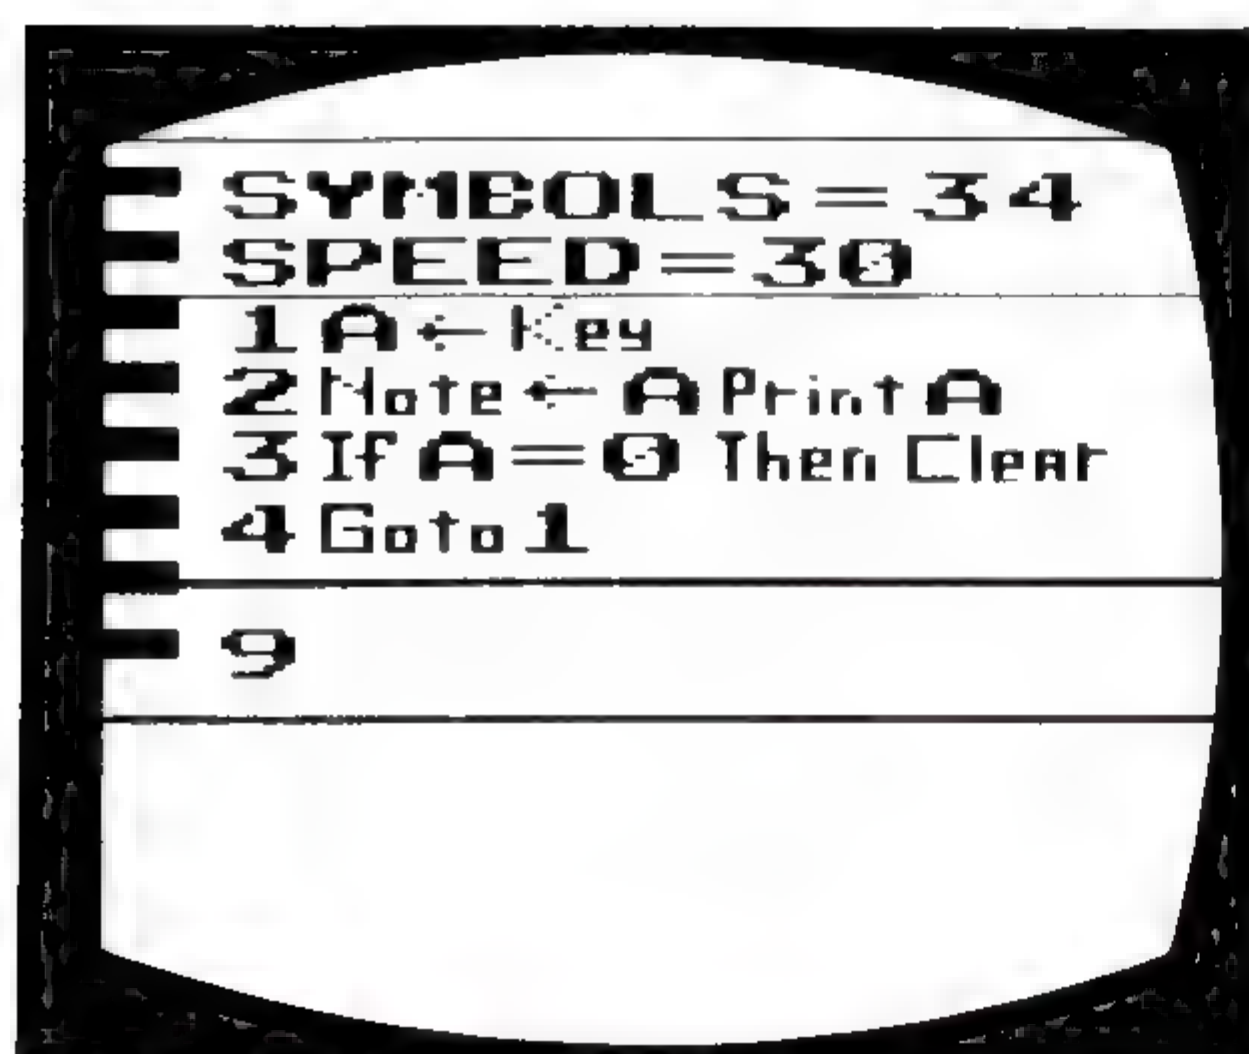 SYMBOLS=34
SPEED=30
1 A ← Key
2 Note ← A Print A
3 If A=0 Then Clear
4 Goto 1
9